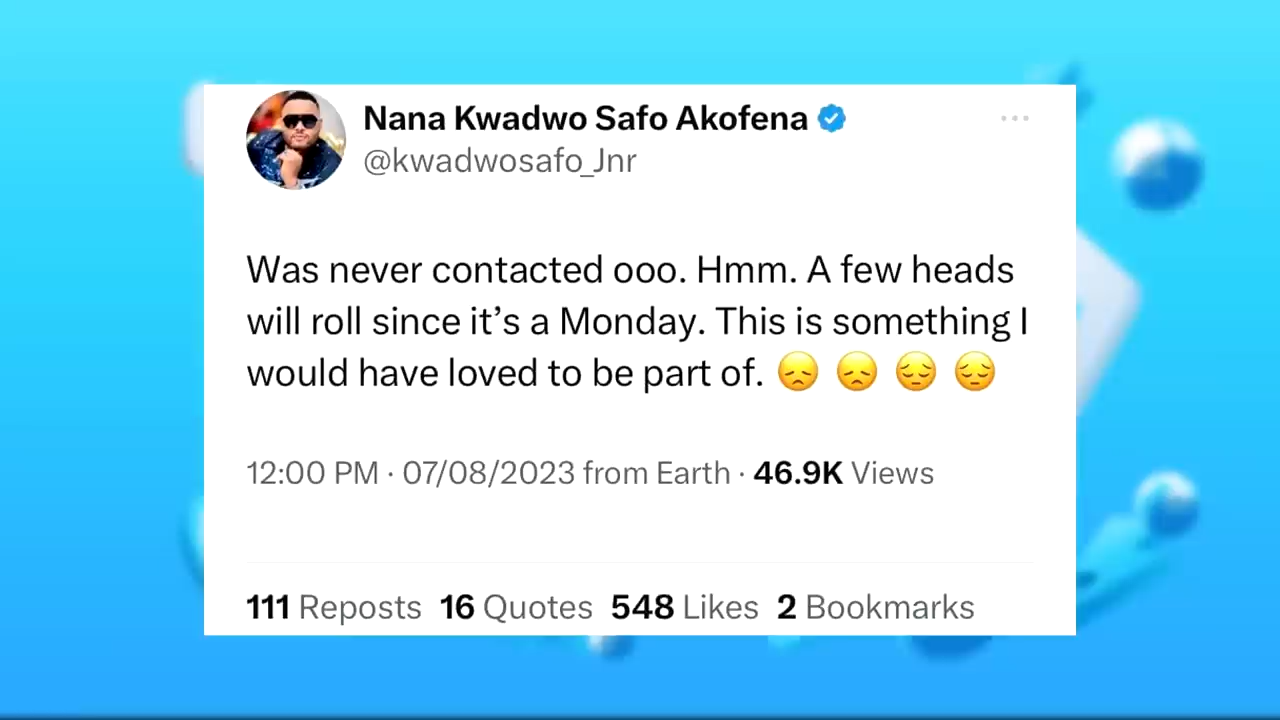 Nana Kwadwo Safo Akofena
@kwadwosafo_Jnr
Was never contacted ooo. Hmm. A few heads
will roll since it’s a Monday. This is something I
would have loved to be part of. 😞 😞 😔 😔
12:00 PM · 07/08/2023 from Earth · 46.9K Views
111 Reposts 16 Quotes 548 Likes 2 Bookmarks